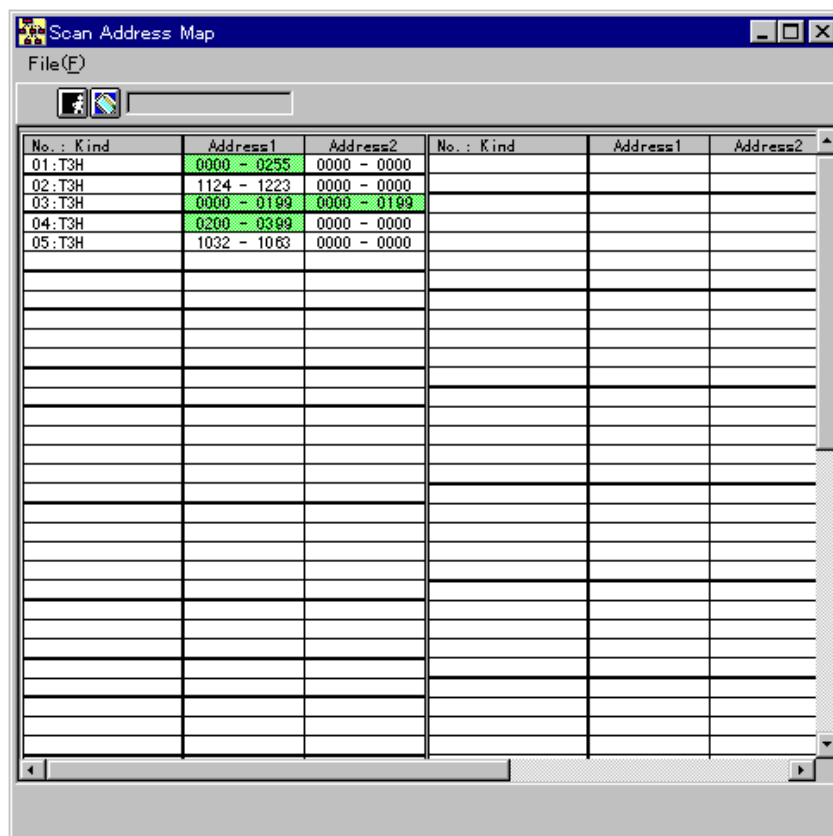 Scan Address Map
File(F)
No.: Kind Address1 Address2 No.: Kind Address1 Address2
01:T3H 0000 - 0255 0000 - 0000
02:T3H 1124 - 1223 0000 - 0000
03:T3H 0000 - 0199 0000 - 0199
04:T3H 0200 - 0399 0000 - 0000
05:T3H 1032 - 1063 0000 - 0000